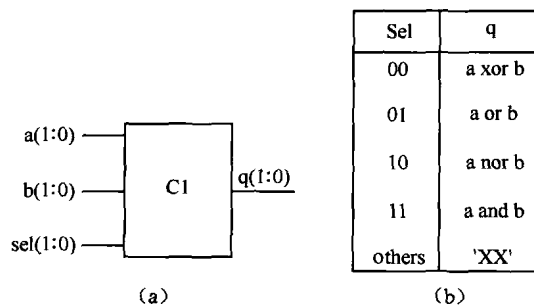 a(1:0)
b(1:0)
sel(1:0)
C1
q(1:0)
(a)
Sel q
00 a xor b
01 a or b
10 a nor b
11 a and b
others 'XX'
(b)